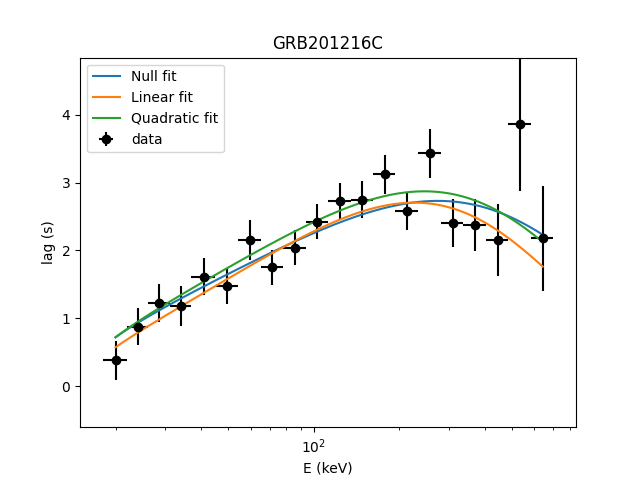 GRB201216C
Null fit
Linear fit
Quadratic fit
data
4
3
2
1
0
lag (s)
10²
E (keV)